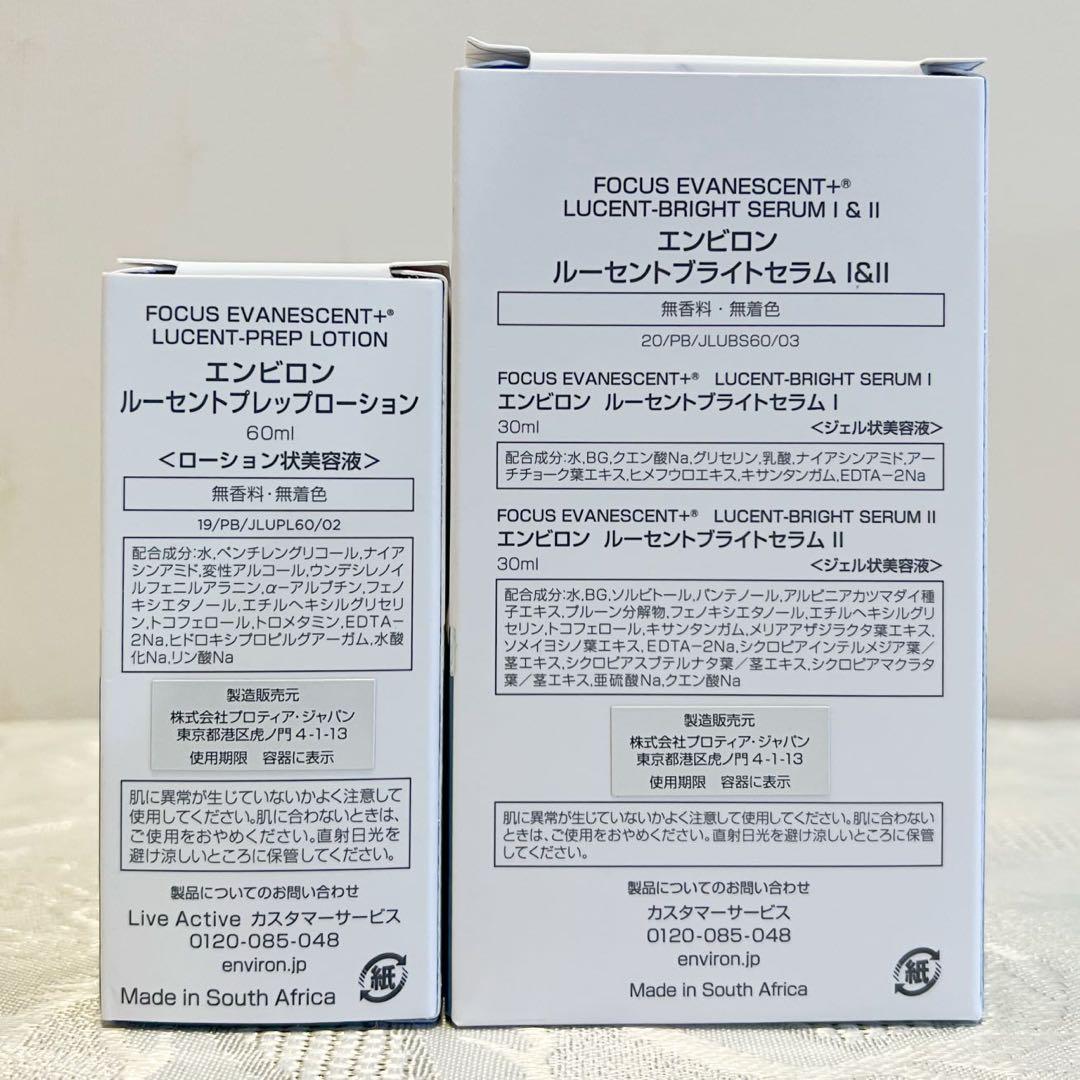 FOCUS EVANESCENT+®
LUCENT-PREP LOTION
エンビロン
ルーセントプレップローション
60ml
<ローション状美容液>
無香料・無着色
19/PB/JLUPL60/02
配合成分:水,ペンチレングリコール,ナイア
シンアミド,変性アルコール,ウンデシレノイ
ルフェニルアラニン,α-アルブチン,フェノ
キシエタノール,エチルヘキシルグリセリ
ン,トコフェロール,トロメタミン,EDTA-
2Na,ヒドロキシプロピルグアーガム,水酸
化Na,リン酸Na
製造販売元
株式会社プロティア・ジャパン
東京都港区虎ノ門 4-1-13
使用期限 容器に表示
肌に異常が生じていないかよく注意して
使用してください。肌に合わないときは、
ご使用をおやめください。直射日光を
避け涼しいところに保管してください。
製品についてのお問い合わせ
Live Active カスタマーサービス
0120-085-048
environ.jp
紙
Made in South Africa
FOCUS EVANESCENT+®
LUCENT-BRIGHT SERUM I & II
エンビロン
ルーセントブライトセラム I&II
無香料・無着色
20/PB/JLUBS60/03
FOCUS EVANESCENT+® LUCENT-BRIGHT SERUM I
エンビロン ルーセントブライトセラム I
30ml <ジェル状美容液>
配合成分:水,BG,クエン酸Na,グリセリン,乳酸,ナイアシンアミド,アー
チチョーク葉エキス,ヒメフウロエキス,キサンタンガム,EDTA-2Na
FOCUS EVANESCENT+® LUCENT-BRIGHT SERUM II
エンビロン ルーセントブライトセラム II
30ml <ジェル状美容液>
配合成分:水,BG,ソルビトール,パンテノール,アルピニアカツマダイ種
子エキス,プルーン分解物,フェノキシエタノール,エチルヘキシルグリ
セリン,トコフェロール,キサンタンガム,メリアアザジラクタ葉エキス,
ソメイヨシノ葉エキス,EDTA-2Na,シクロピアインテルメジア葉/
茎エキス,シクロピアスブテルナタ葉/茎エキス,シクロピアマクラタ
葉/茎エキス,亜硫酸Na,クエン酸Na
製造販売元
株式会社プロティア・ジャパン
東京都港区虎ノ門 4-1-13
使用期限 容器に表示
肌に異常が生じていないかよく注意して使用してください。肌に合わない
ときは、ご使用をおやめください。直射日光を避け涼しいところに保管
してください。
製品についてのお問い合わせ
カスタマーサービス
0120-085-048
environ.jp
紙
Made in South Africa